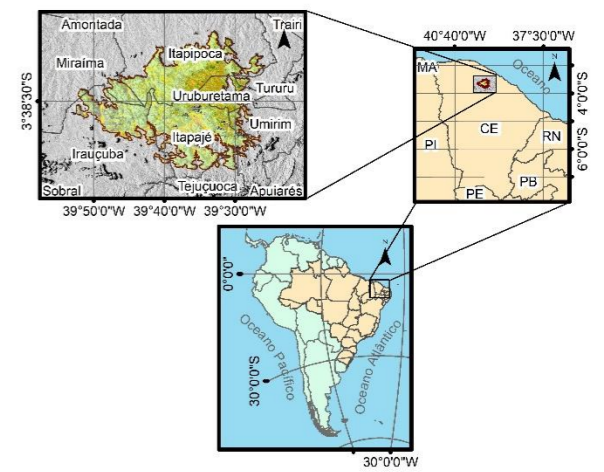 Amontada
Trairi
Itapipoca
Miraíma
Tururu
Uruburetama
Umirim
Itapajé
Irauçuba
Tejuçuoca
Sobral
Apuiarés
3°38'30"S
39°50'0"W 39°40'0"W 39°30'0"W
40°40'0"W 37°30'0"W
MA
Oceano
4°0'0"S
CE
RN
PI
6°0'0"S
PB
PE
0°0'0"
Oceano Pacífico
Oceano Atlântico
30°0'0"S
30°0'0"W